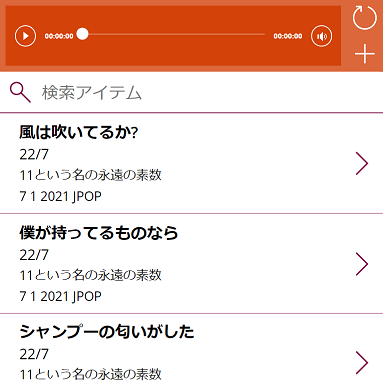 00:00:00 00:00:00
検索アイテム
風は吹いてるか?
22/7
11という名の永遠の素数
7 1 2021 JPOP
僕が持ってるものなら
22/7
11という名の永遠の素数
7 1 2021 JPOP
シャンプーの匂いがした
22/7
11という名の永遠の素数